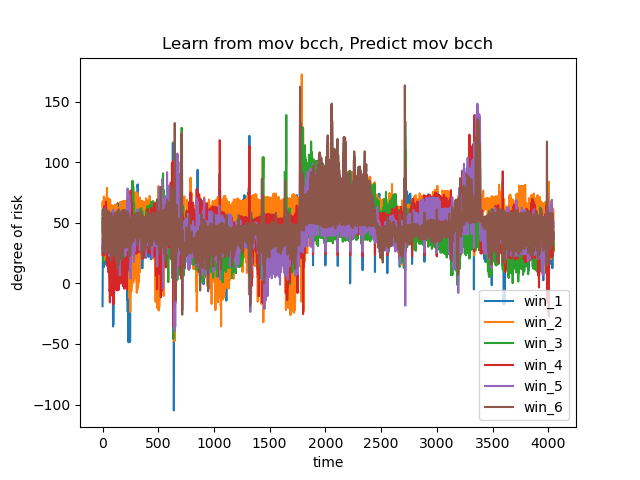 Learn from mov bcch, Predict mov bcch
degree of risk
150
100
50
0
−50
−100
0 500 1000 1500 2000 2500 3000 3500 4000
time
win_1
win_2
win_3
win_4
win_5
win_6